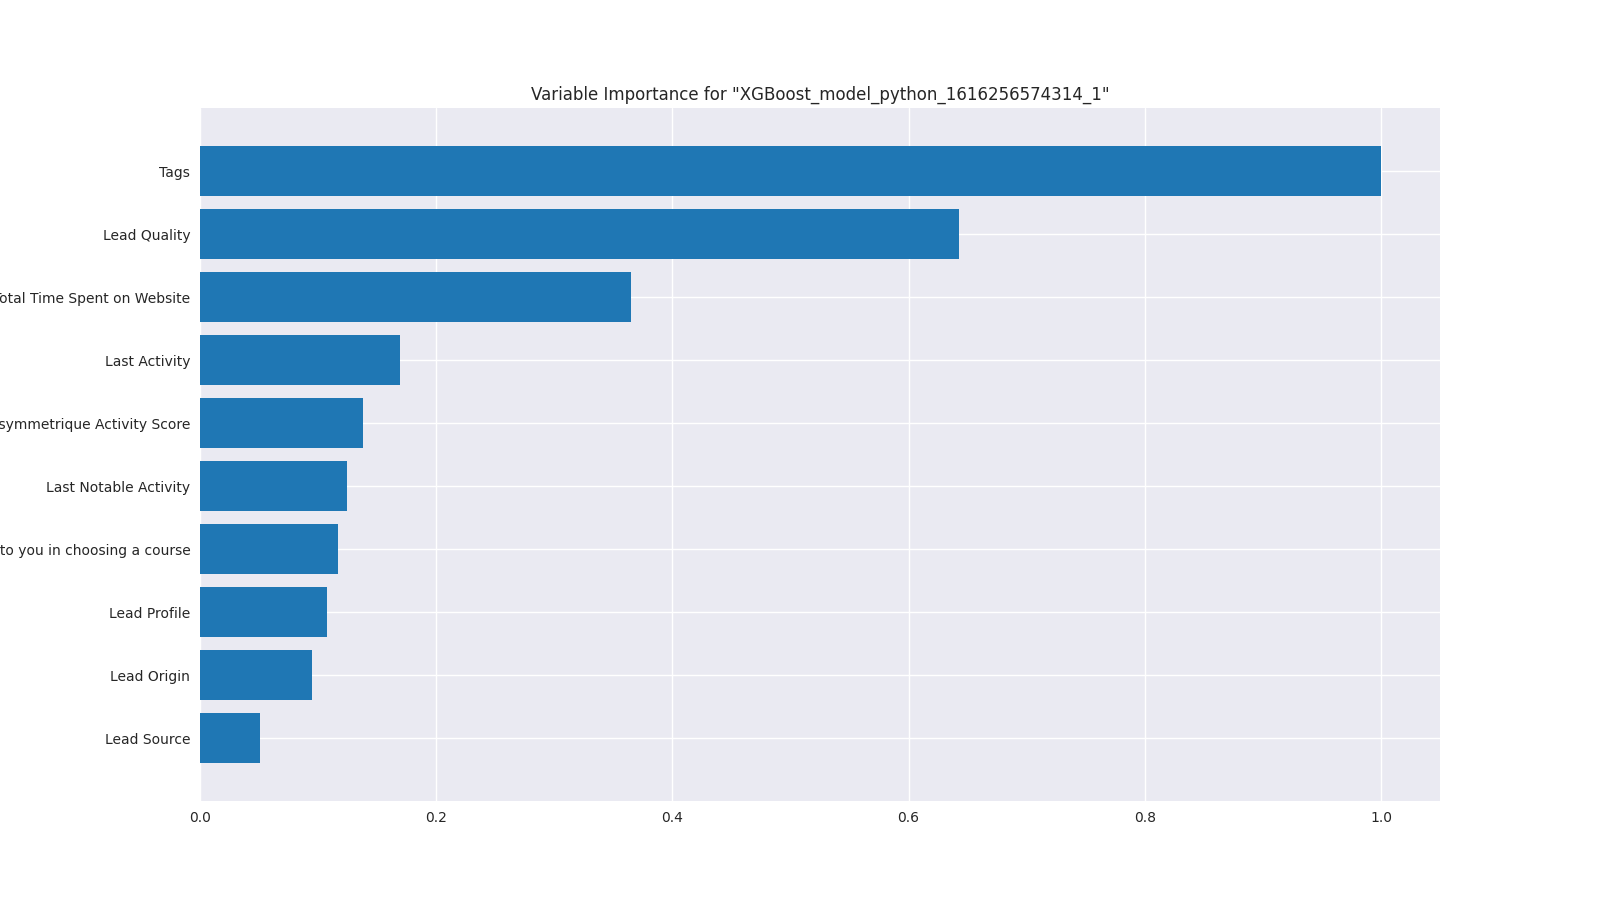 Variable Importance for "XGBoost_model_python_1616256574314_1"
Tags
Lead Quality
Total Time Spent on Website
Last Activity
symmetrique Activity Score
Last Notable Activity
to you in choosing a course
Lead Profile
Lead Origin
Lead Source
0.0 0.2 0.4 0.6 0.8 1.0